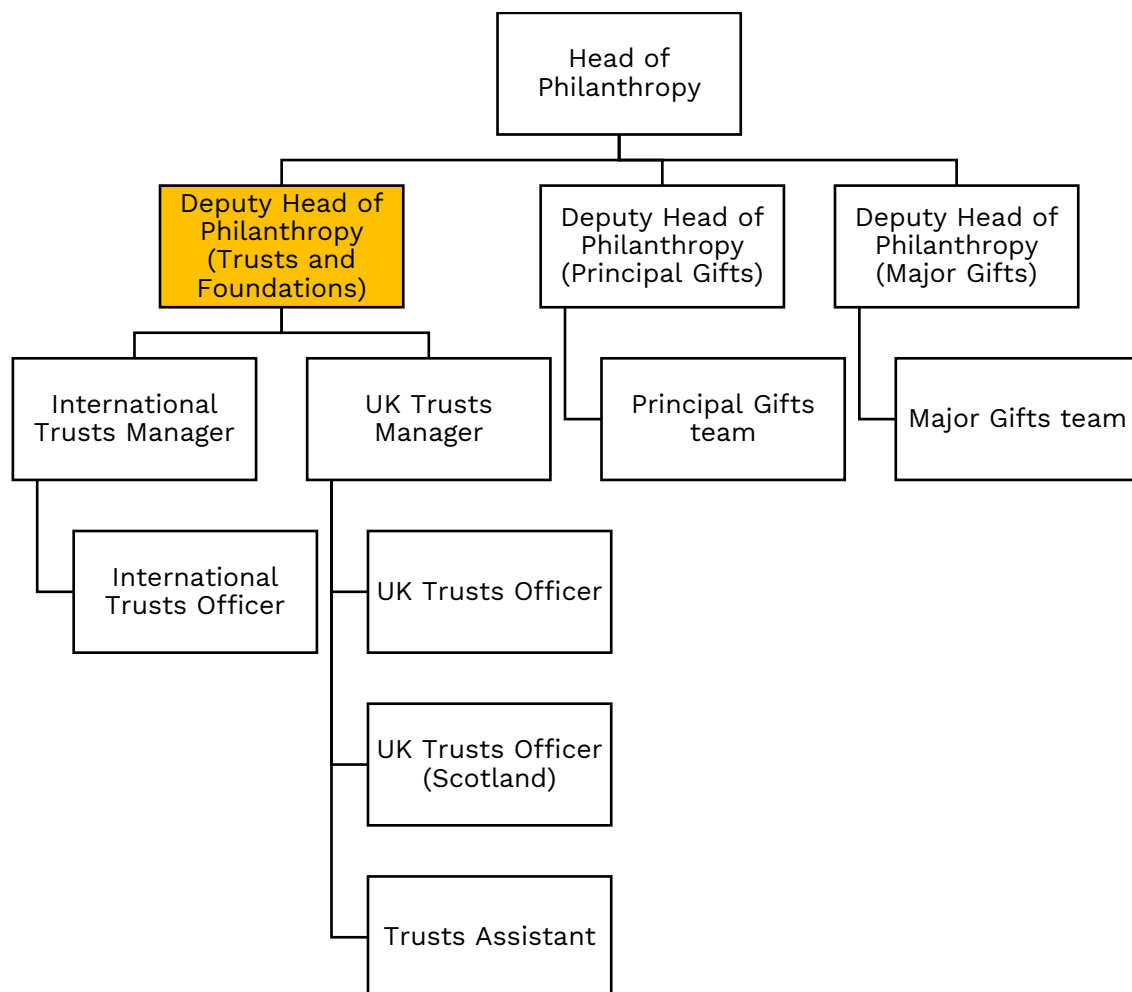 Head of
Philanthropy
Deputy Head of
Philanthropy
(Trusts and
Foundations)
Deputy Head of
Philanthropy
(Principal Gifts)
Deputy Head of
Philanthropy
(Major Gifts)
International
Trusts Manager
UK Trusts
Manager
Principal Gifts
team
Major Gifts team
International
Trusts Officer
UK Trusts Officer
UK Trusts Officer
(Scotland)
Trusts Assistant